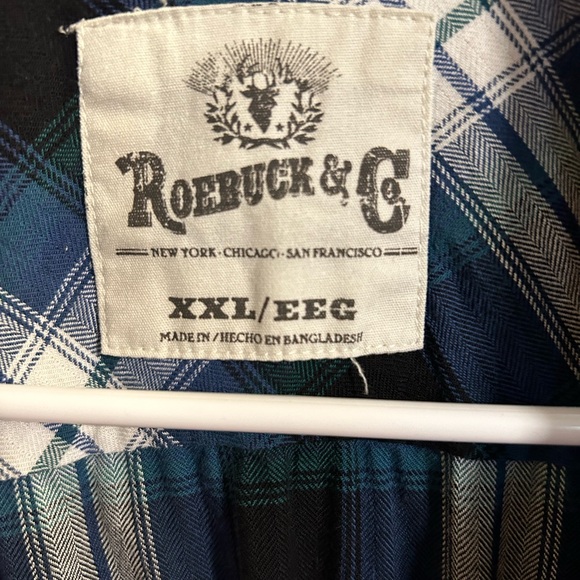 ROEBUCK & Co
NEW YORK · CHICAGO · SAN FRANCISCO
XXL/EEG
MADE IN / HECHO EN BANGLADESH